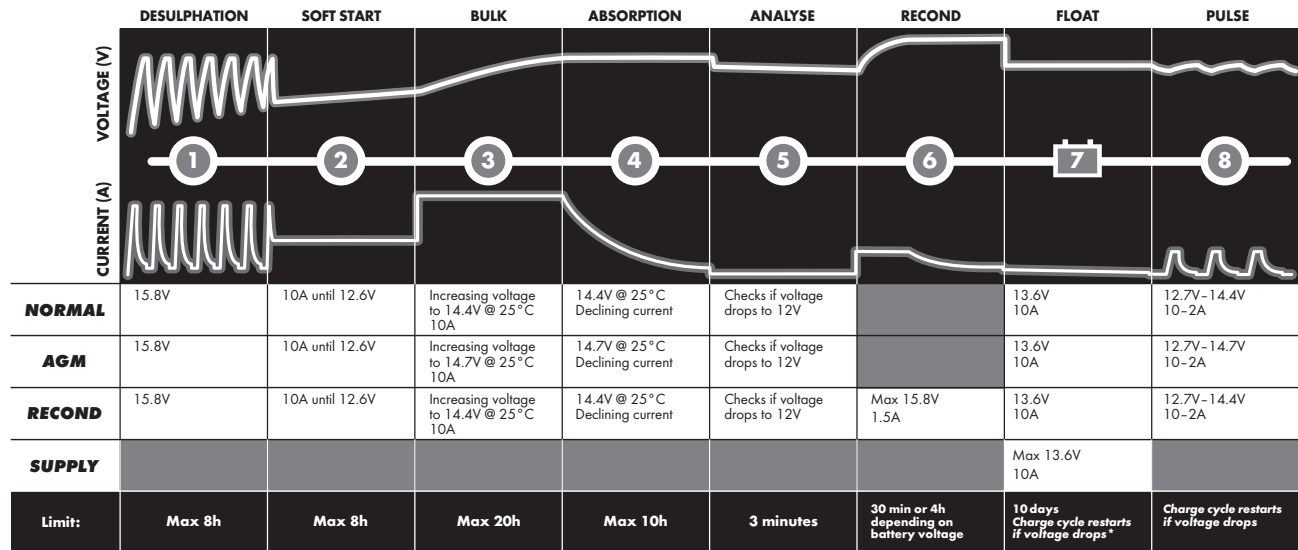 DESULPHATION SOFT START BULK ABSORPTION ANALYSE RECOND FLOAT PULSE
VOLTAGE (V)
1 2 3 4 5 6 7 8
CURRENT (A)
NORMAL
15.8V
10A until 12.6V
Increasing voltage
to 14.4V @ 25°C
10A
14.4V @ 25°C
Declining current
Checks if voltage
drops to 12V
13.6V
10A
12.7V–14.4V
10–2A
AGM
15.8V
10A until 12.6V
Increasing voltage
to 14.7V @ 25°C
10A
14.7V @ 25°C
Declining current
Checks if voltage
drops to 12V
13.6V
10A
12.7V–14.7V
10–2A
RECOND
15.8V
10A until 12.6V
Increasing voltage
to 14.4V @ 25°C
10A
14.4V @ 25°C
Declining current
Checks if voltage
drops to 12V
Max 15.8V
1.5A
13.6V
10A
12.7V–14.4V
10–2A
SUPPLY
Max 13.6V
10A
Limit:
Max 8h
Max 8h
Max 20h
Max 10h
3 minutes
30 min or 4h
depending on
battery voltage
10 days
Charge cycle restarts
if voltage drops*
Charge cycle restarts
if voltage drops